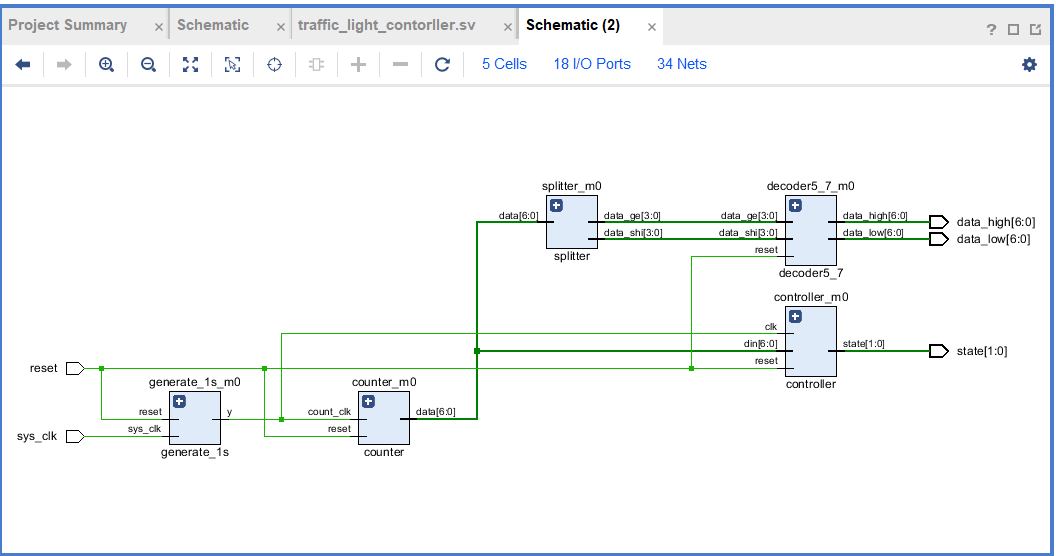 Project Summary × Schematic × traffic_light_contorller.sv × Schematic (2) × ?
5 Cells 18 I/O Ports 34 Nets
splitter_m0
data[6:0]
data_ge[3:0]
data_shi[3:0]
splitter
decoder5_7_m0
data_ge[3:0]
data_shi[3:0]
reset
data_high[6:0]
data_low[6:0]
decoder5_7
data_high[6:0]
data_low[6:0]
controller_m0
clk
din[6:0]
reset
state[1:0]
controller
state[1:0]
reset
sys_clk
generate_1s_m0
reset
sys_clk
y
generate_1s
counter_m0
count_clk
reset
data[6:0]
counter